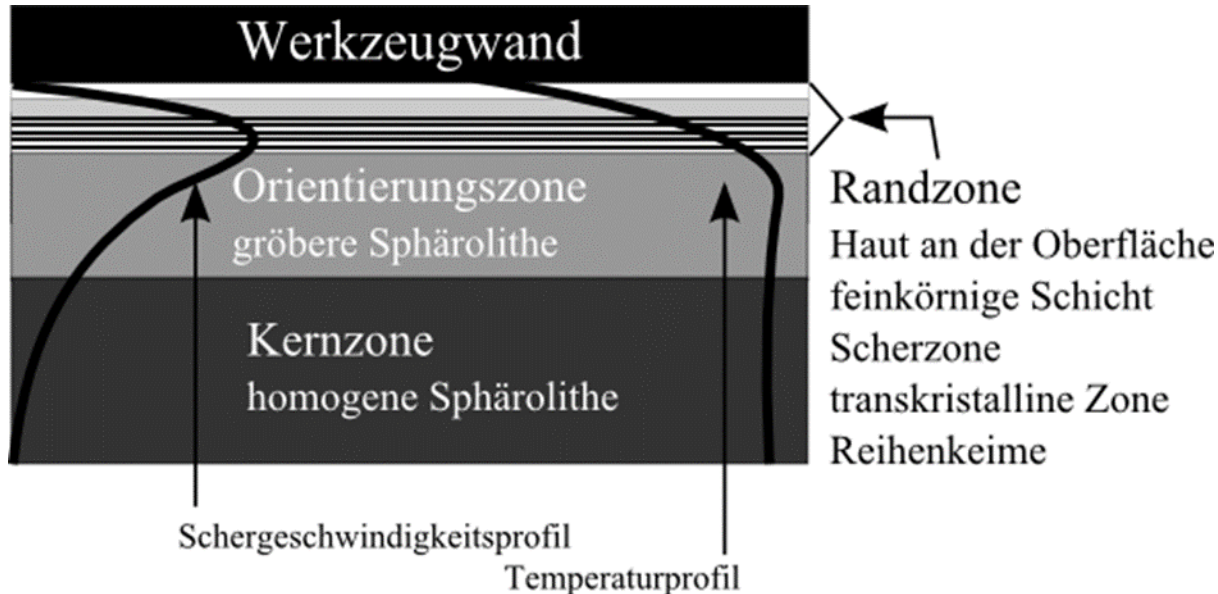 Werkzeugwand
Orientierungszone
gröbere Sphärolithe
Kernzone
homogene Sphärolithe
Randzone
Haut an der Oberfläche
feinkörnige Schicht
Scherzone
transkristalline Zone
Reihenkeime
Schergeschwindigkeitsprofil
Temperaturprofil